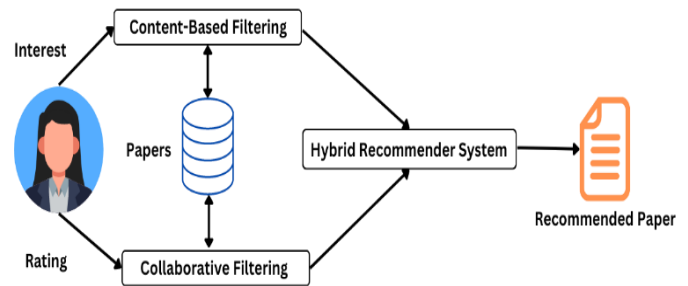 Content-Based Filtering
Interest
Papers
Hybrid Recommender System
Recommended Paper
Rating
Collaborative Filtering